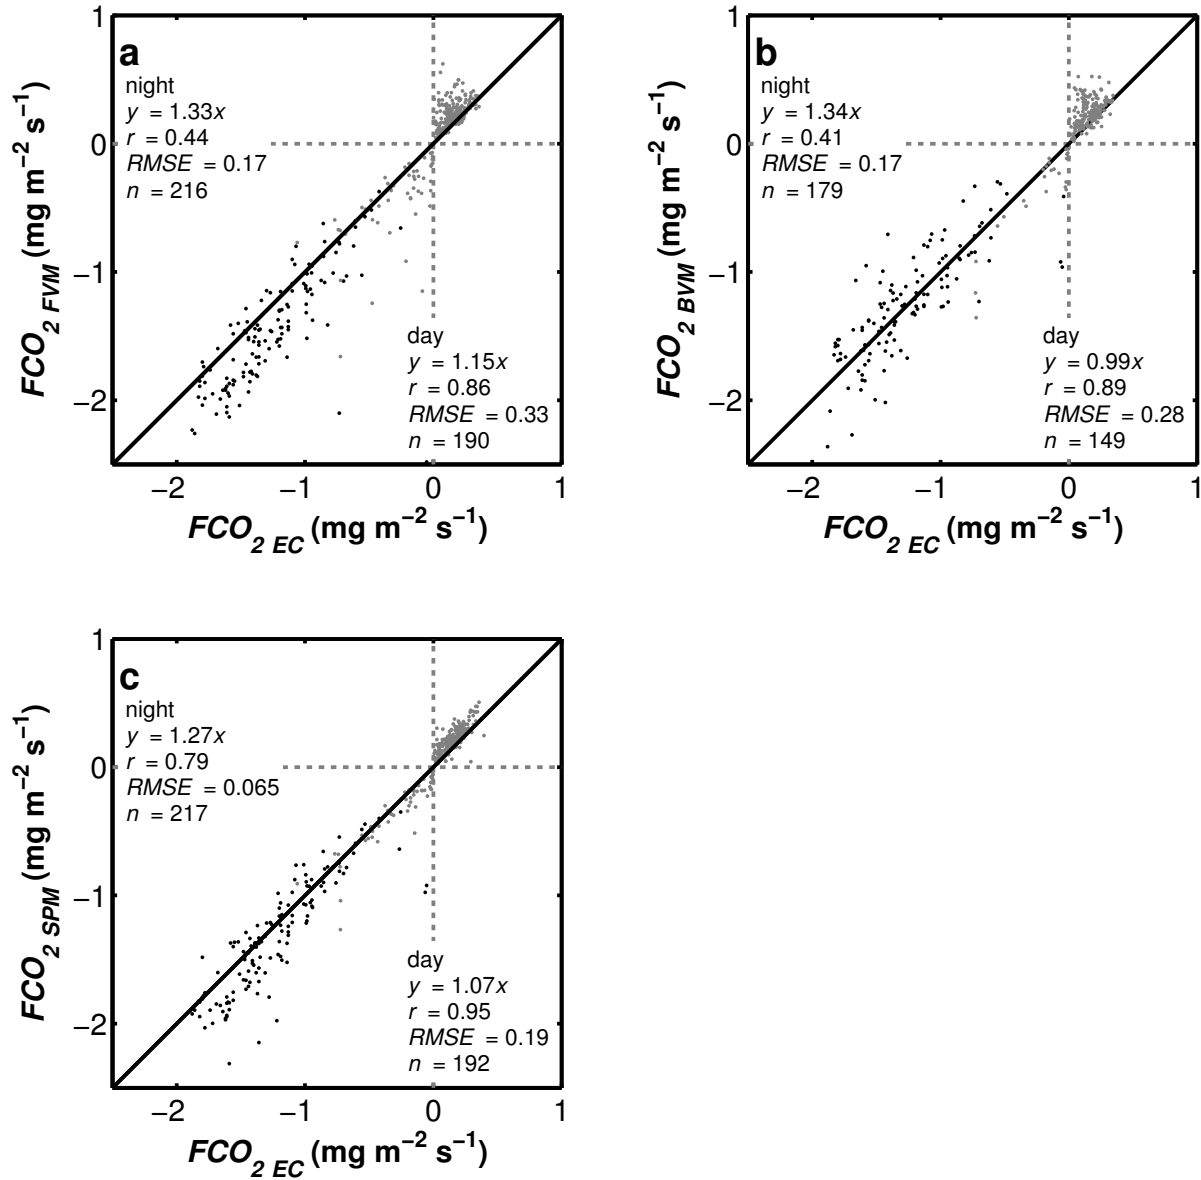 a
night
y = 1.33x
r = 0.44
RMSE = 0.17
n = 216
day
y = 1.15x
r = 0.86
RMSE = 0.33
n = 190
1
0
−1
−2
−2
−1
0
1
FCO2 FVM (mg m−2 s−1)
FCO2 EC (mg m−2 s−1)
b
night
y = 1.34x
r = 0.41
RMSE = 0.17
n = 179
day
y = 0.99x
r = 0.89
RMSE = 0.28
n = 149
1
0
−1
−2
−2
−1
0
1
FCO2 BVM (mg m−2 s−1)
FCO2 EC (mg m−2 s−1)
c
night
y = 1.27x
r = 0.79
RMSE = 0.065
n = 217
day
y = 1.07x
r = 0.95
RMSE = 0.19
n = 192
1
0
−1
−2
−2
−1
0
1
FCO2 SPM (mg m−2 s−1)
FCO2 EC (mg m−2 s−1)